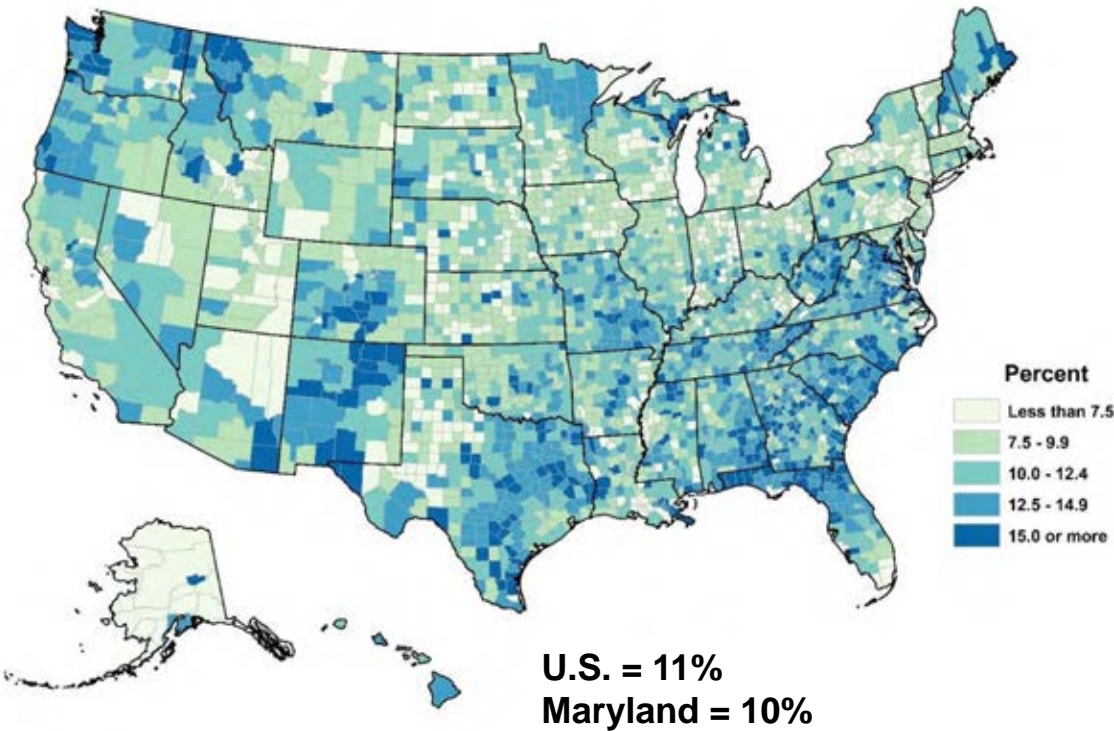 Percent
Less than 7.5
7.5 - 9.9
10.0 - 12.4
12.5 - 14.9
15.0 or more
U.S. = 11%
Maryland = 10%